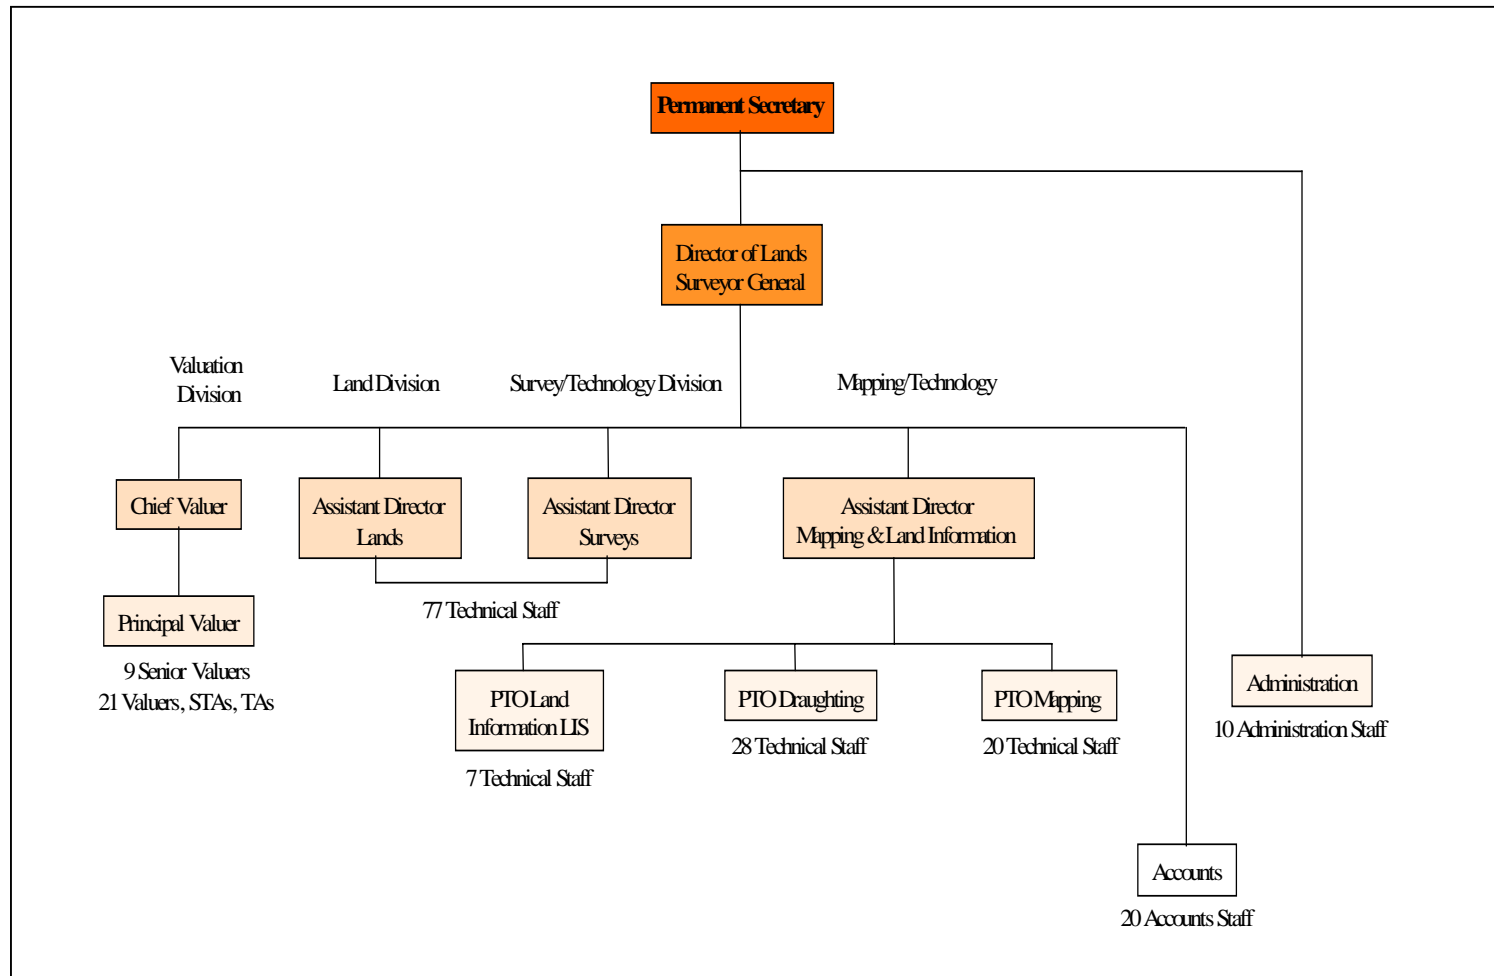 Permanent Secretary
Director of Lands
Surveyor General
Valuation
Division
Land Division
Survey/Technology Division
Mapping/Technology
Chief Valuer
Assistant Director
Lands
Assistant Director
Surveys
Assistant Director
Mapping & Land Information
77 Technical Staff
Principal Valuer
9 Senior Valuers
21 Valuers, STAs, TAs
PTO Land
Information LIS
7 Technical Staff
PTO Draughting
28 Technical Staff
PTO Mapping
20 Technical Staff
Administration
10 Administration Staff
Accounts
20 Accounts Staff